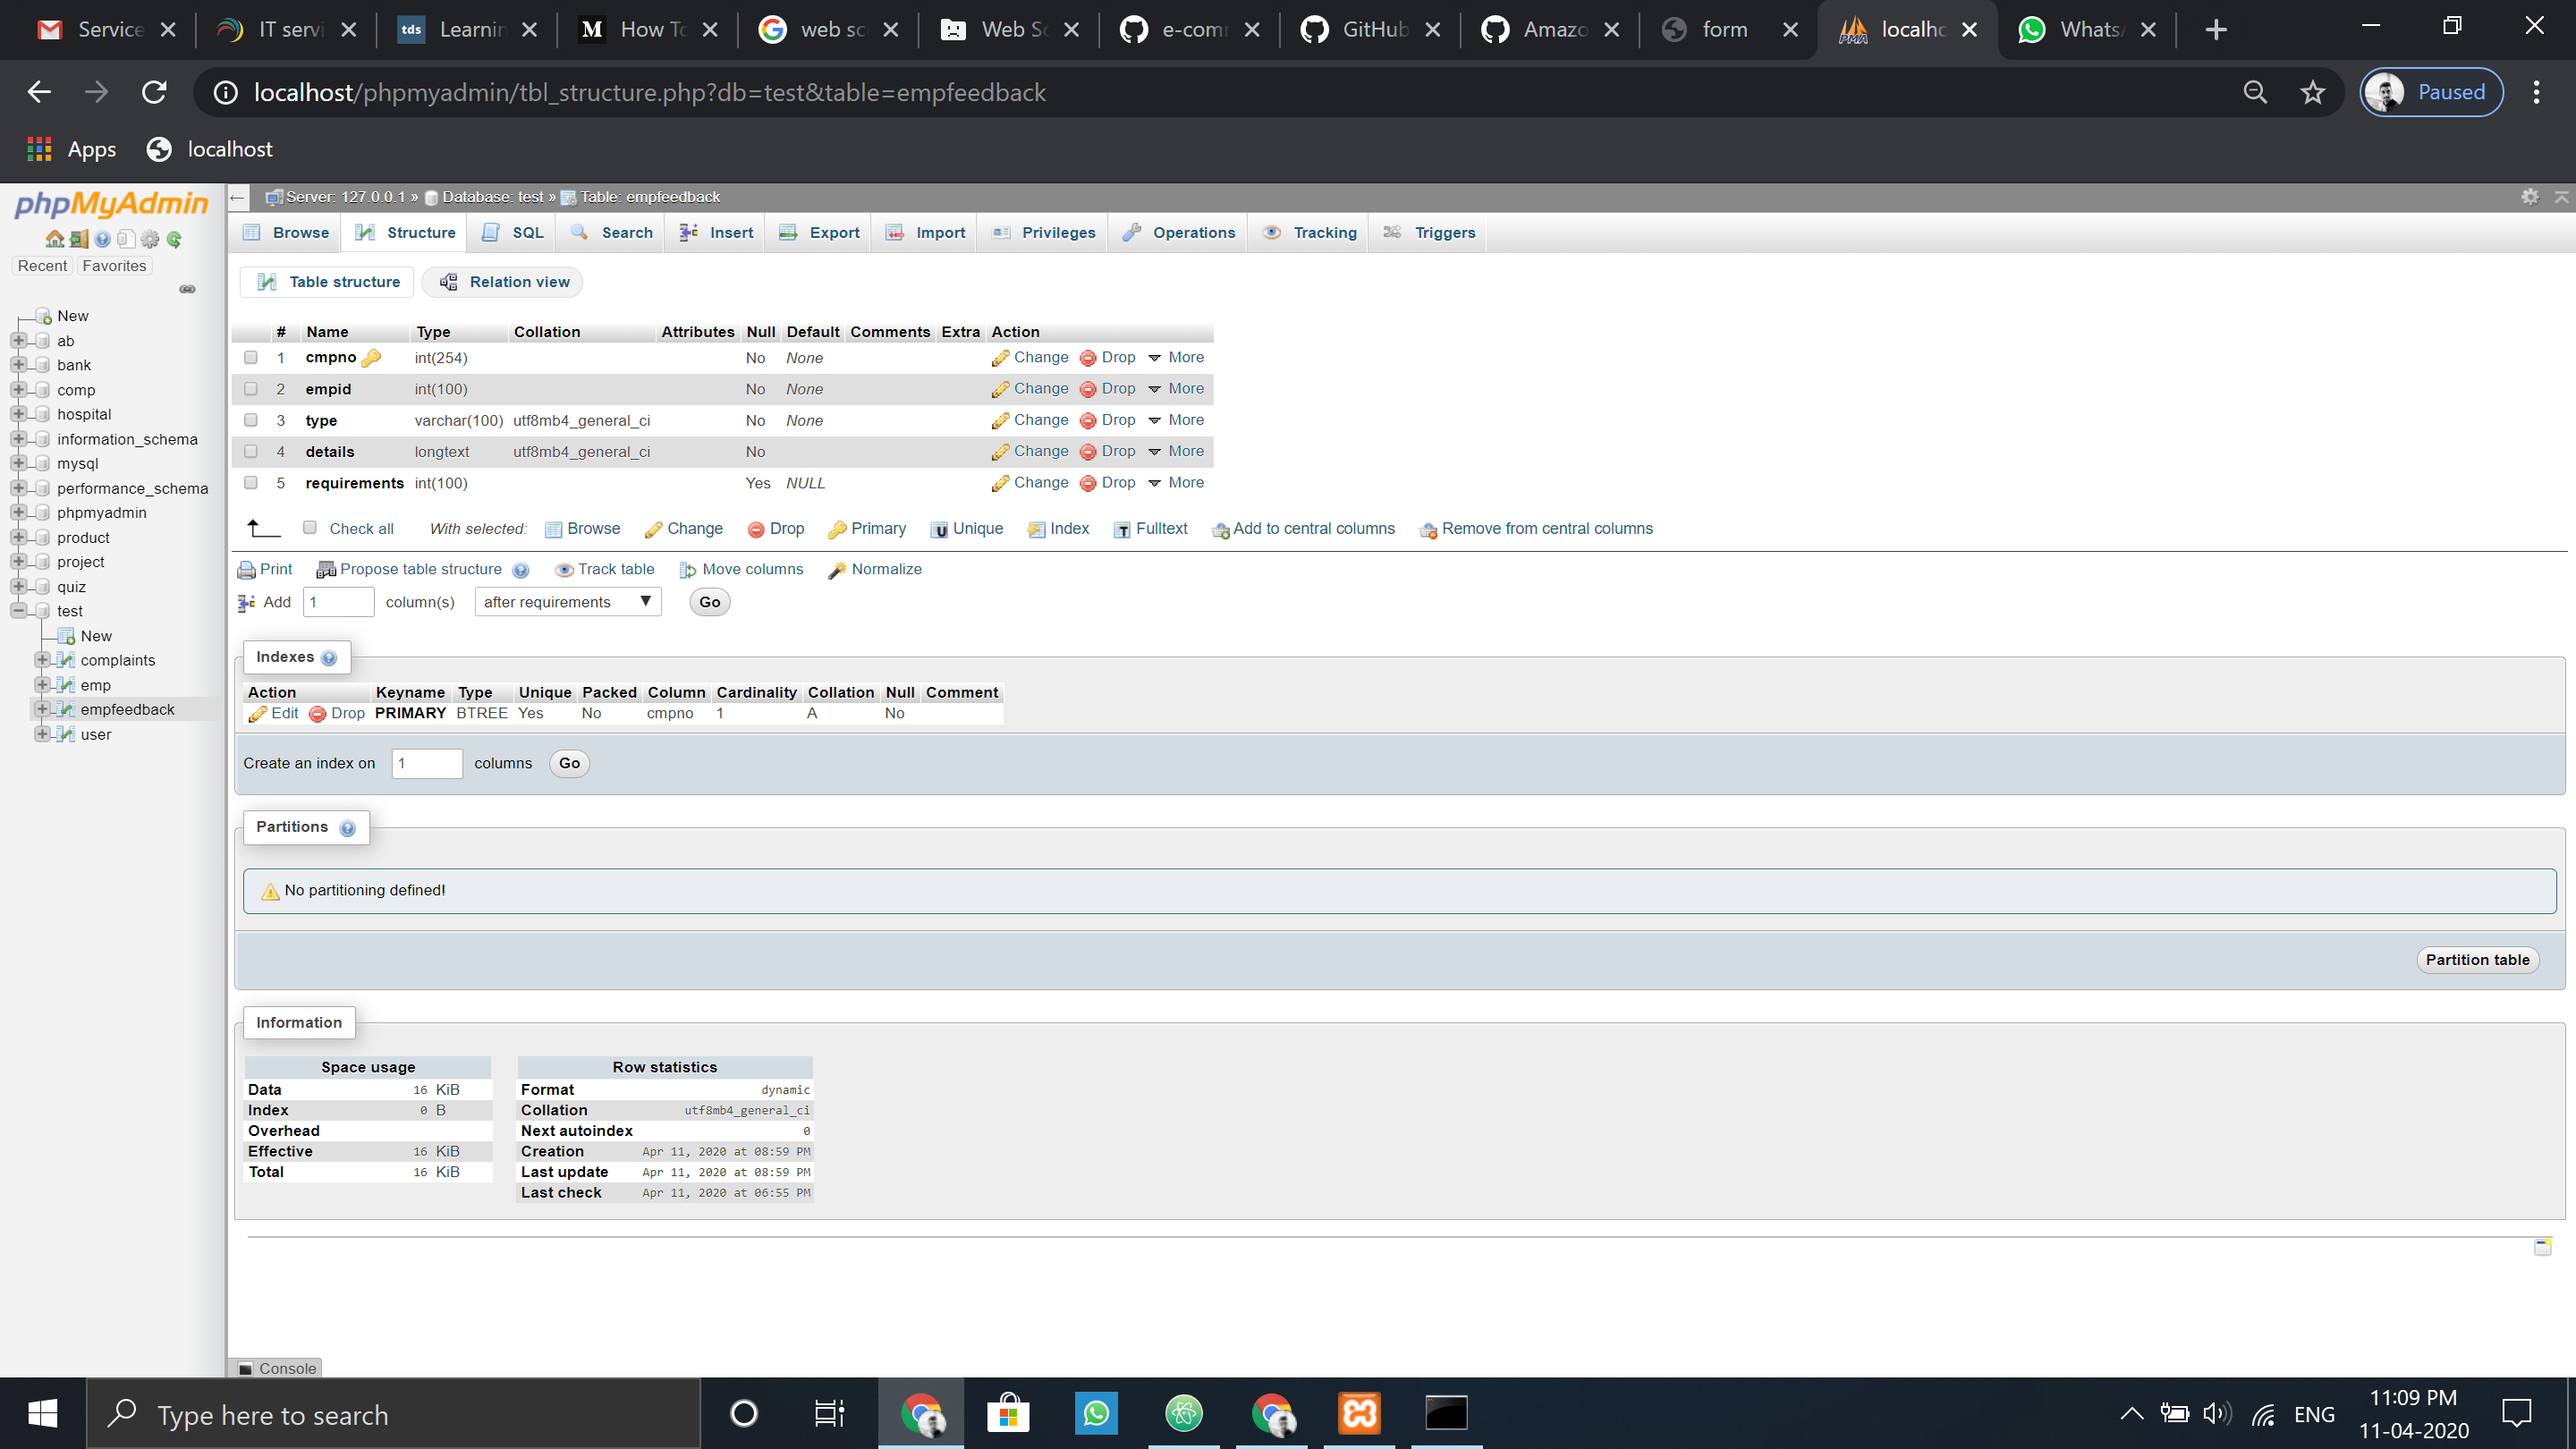 Service IT servi Learnin How To web sc Web Sc e-com GitHub Amazo form localho Whats
localhost/phpmyadmin/tbl_structure.php?db=test&table=empfeedback Paused
Apps localhost
phpMyAdmin
Recent Favorites
New
ab
bank
comp
hospital
information_schema
mysql
performance_schema
phpmyadmin
product
project
quiz
test
New
complaints
emp
empfeedback
user
Server: 127.0.0.1 » Database: test » Table: empfeedback
Browse Structure SQL Search Insert Export Import Privileges Operations Tracking Triggers
Table structure Relation view
# Name Type Collation Attributes Null Default Comments Extra Action
1 cmpno int(254) No None Change Drop More
2 empid int(100) No None Change Drop More
3 type varchar(100) utf8mb4_general_ci No None Change Drop More
4 details longtext utf8mb4_general_ci No Change Drop More
5 requirements int(100) Yes NULL Change Drop More
Check all With selected: Browse Change Drop Primary Unique Index Fulltext Add to central columns Remove from central columns
Print Propose table structure Track table Move columns Normalize
Add 1 column(s) after requirements Go
Indexes
Action Keyname Type Unique Packed Column Cardinality Collation Null Comment
Edit Drop PRIMARY BTREE Yes No cmpno 1 A No
Create an index on 1 columns Go
Partitions
No partitioning defined!
Partition table
Information
Space usage
Data 16 KiB
Index 0 B
Overhead
Effective 16 KiB
Total 16 KiB
Row statistics
Format dynamic
Collation utf8mb4_general_ci
Next autoindex 0
Creation Apr 11, 2020 at 08:59 PM
Last update Apr 11, 2020 at 08:59 PM
Last check Apr 11, 2020 at 06:55 PM
Console
Type here to search
ENG
11:09 PM
11-04-2020